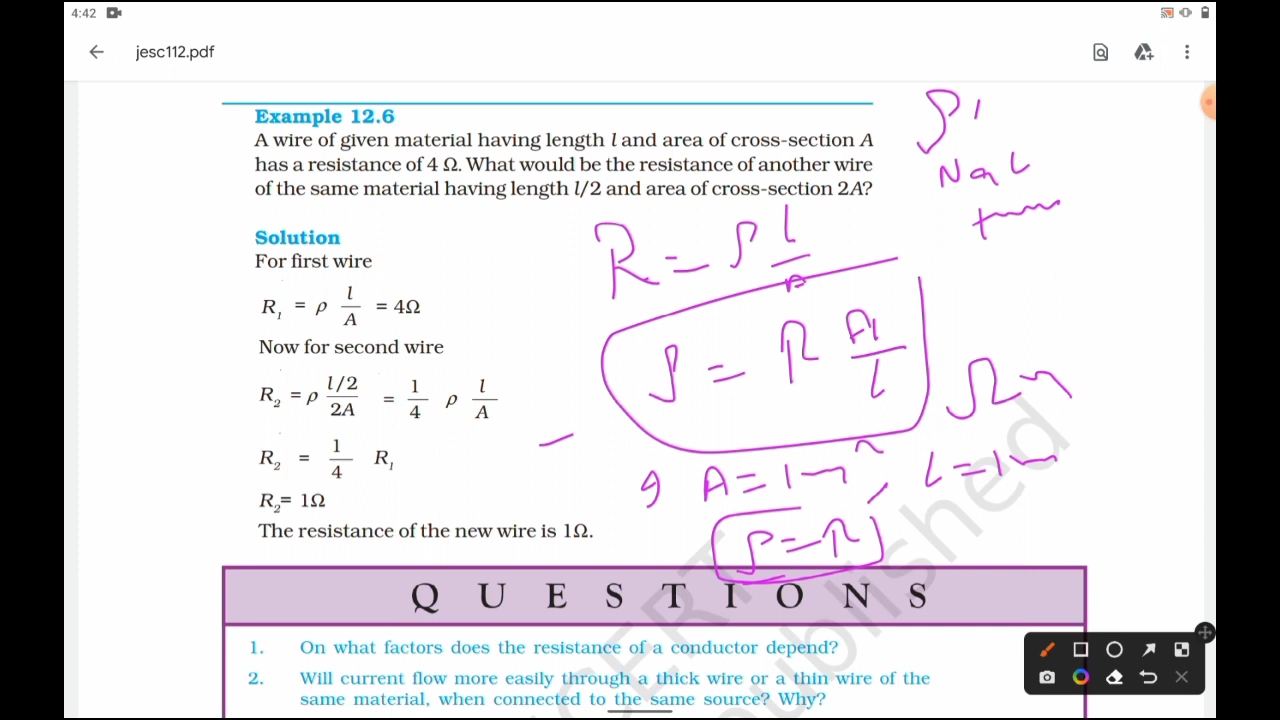 4:42
jesc112.pdf
Example 12.6
A wire of given material having length l and area of cross-section A
has a resistance of 4 Ω. What would be the resistance of another wire
of the same material having length l/2 and area of cross-section 2A?
Solution
For first wire
R₁ = ρ l/A = 4Ω
Now for second wire
R₂ = ρ (l/2)/(2A) = 1/4 ρ l/A
R₂ = 1/4 R₁
R₂= 1Ω
The resistance of the new wire is 1Ω.
ρ
R = ρ l/A
ρ = R A/l
Ω m
A = 1 m², l = 1m
ρ = R
QUESTIONS
1. On what factors does the resistance of a conductor depend?
2. Will current flow more easily through a thick wire or a thin wire of the
same material, when connected to the same source? Why?
published